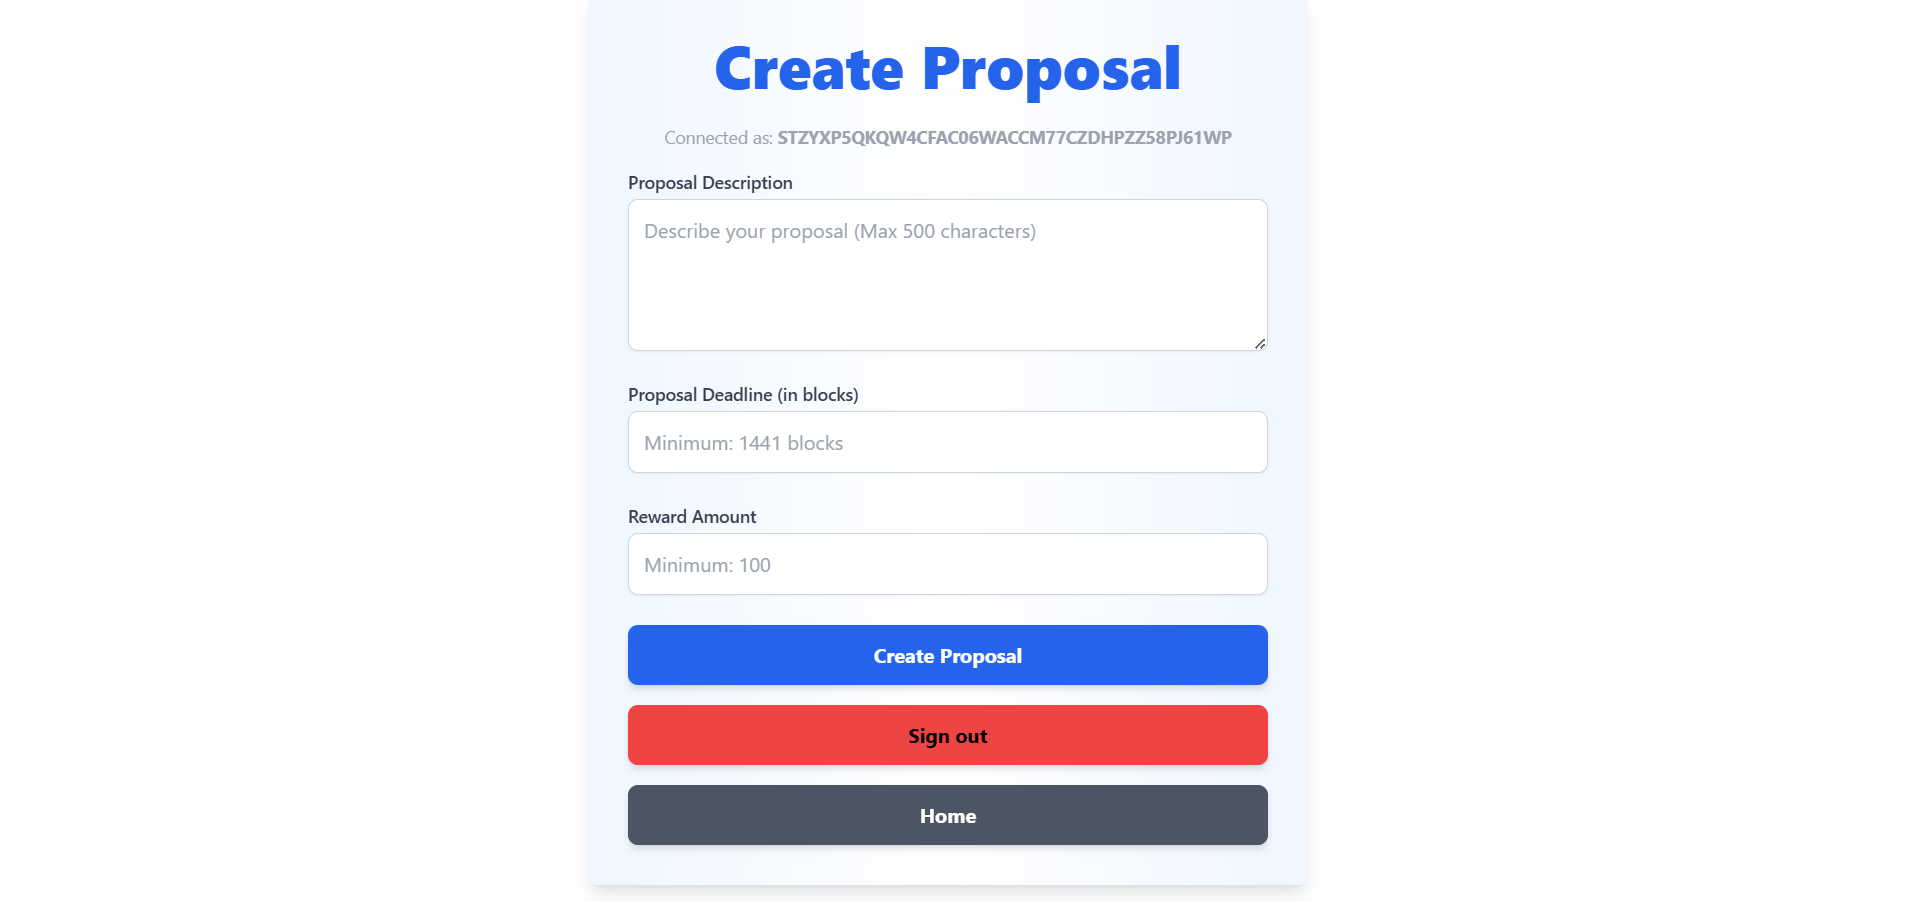 Create Proposal
Connected as: STZYXP5QKQW4CFAC06WACCM77CZDHPZZ58PJ61WP
Proposal Description
Describe your proposal (Max 500 characters)
Proposal Deadline (in blocks)
Minimum: 1441 blocks
Reward Amount
Minimum: 100
Create Proposal
Sign out
Home